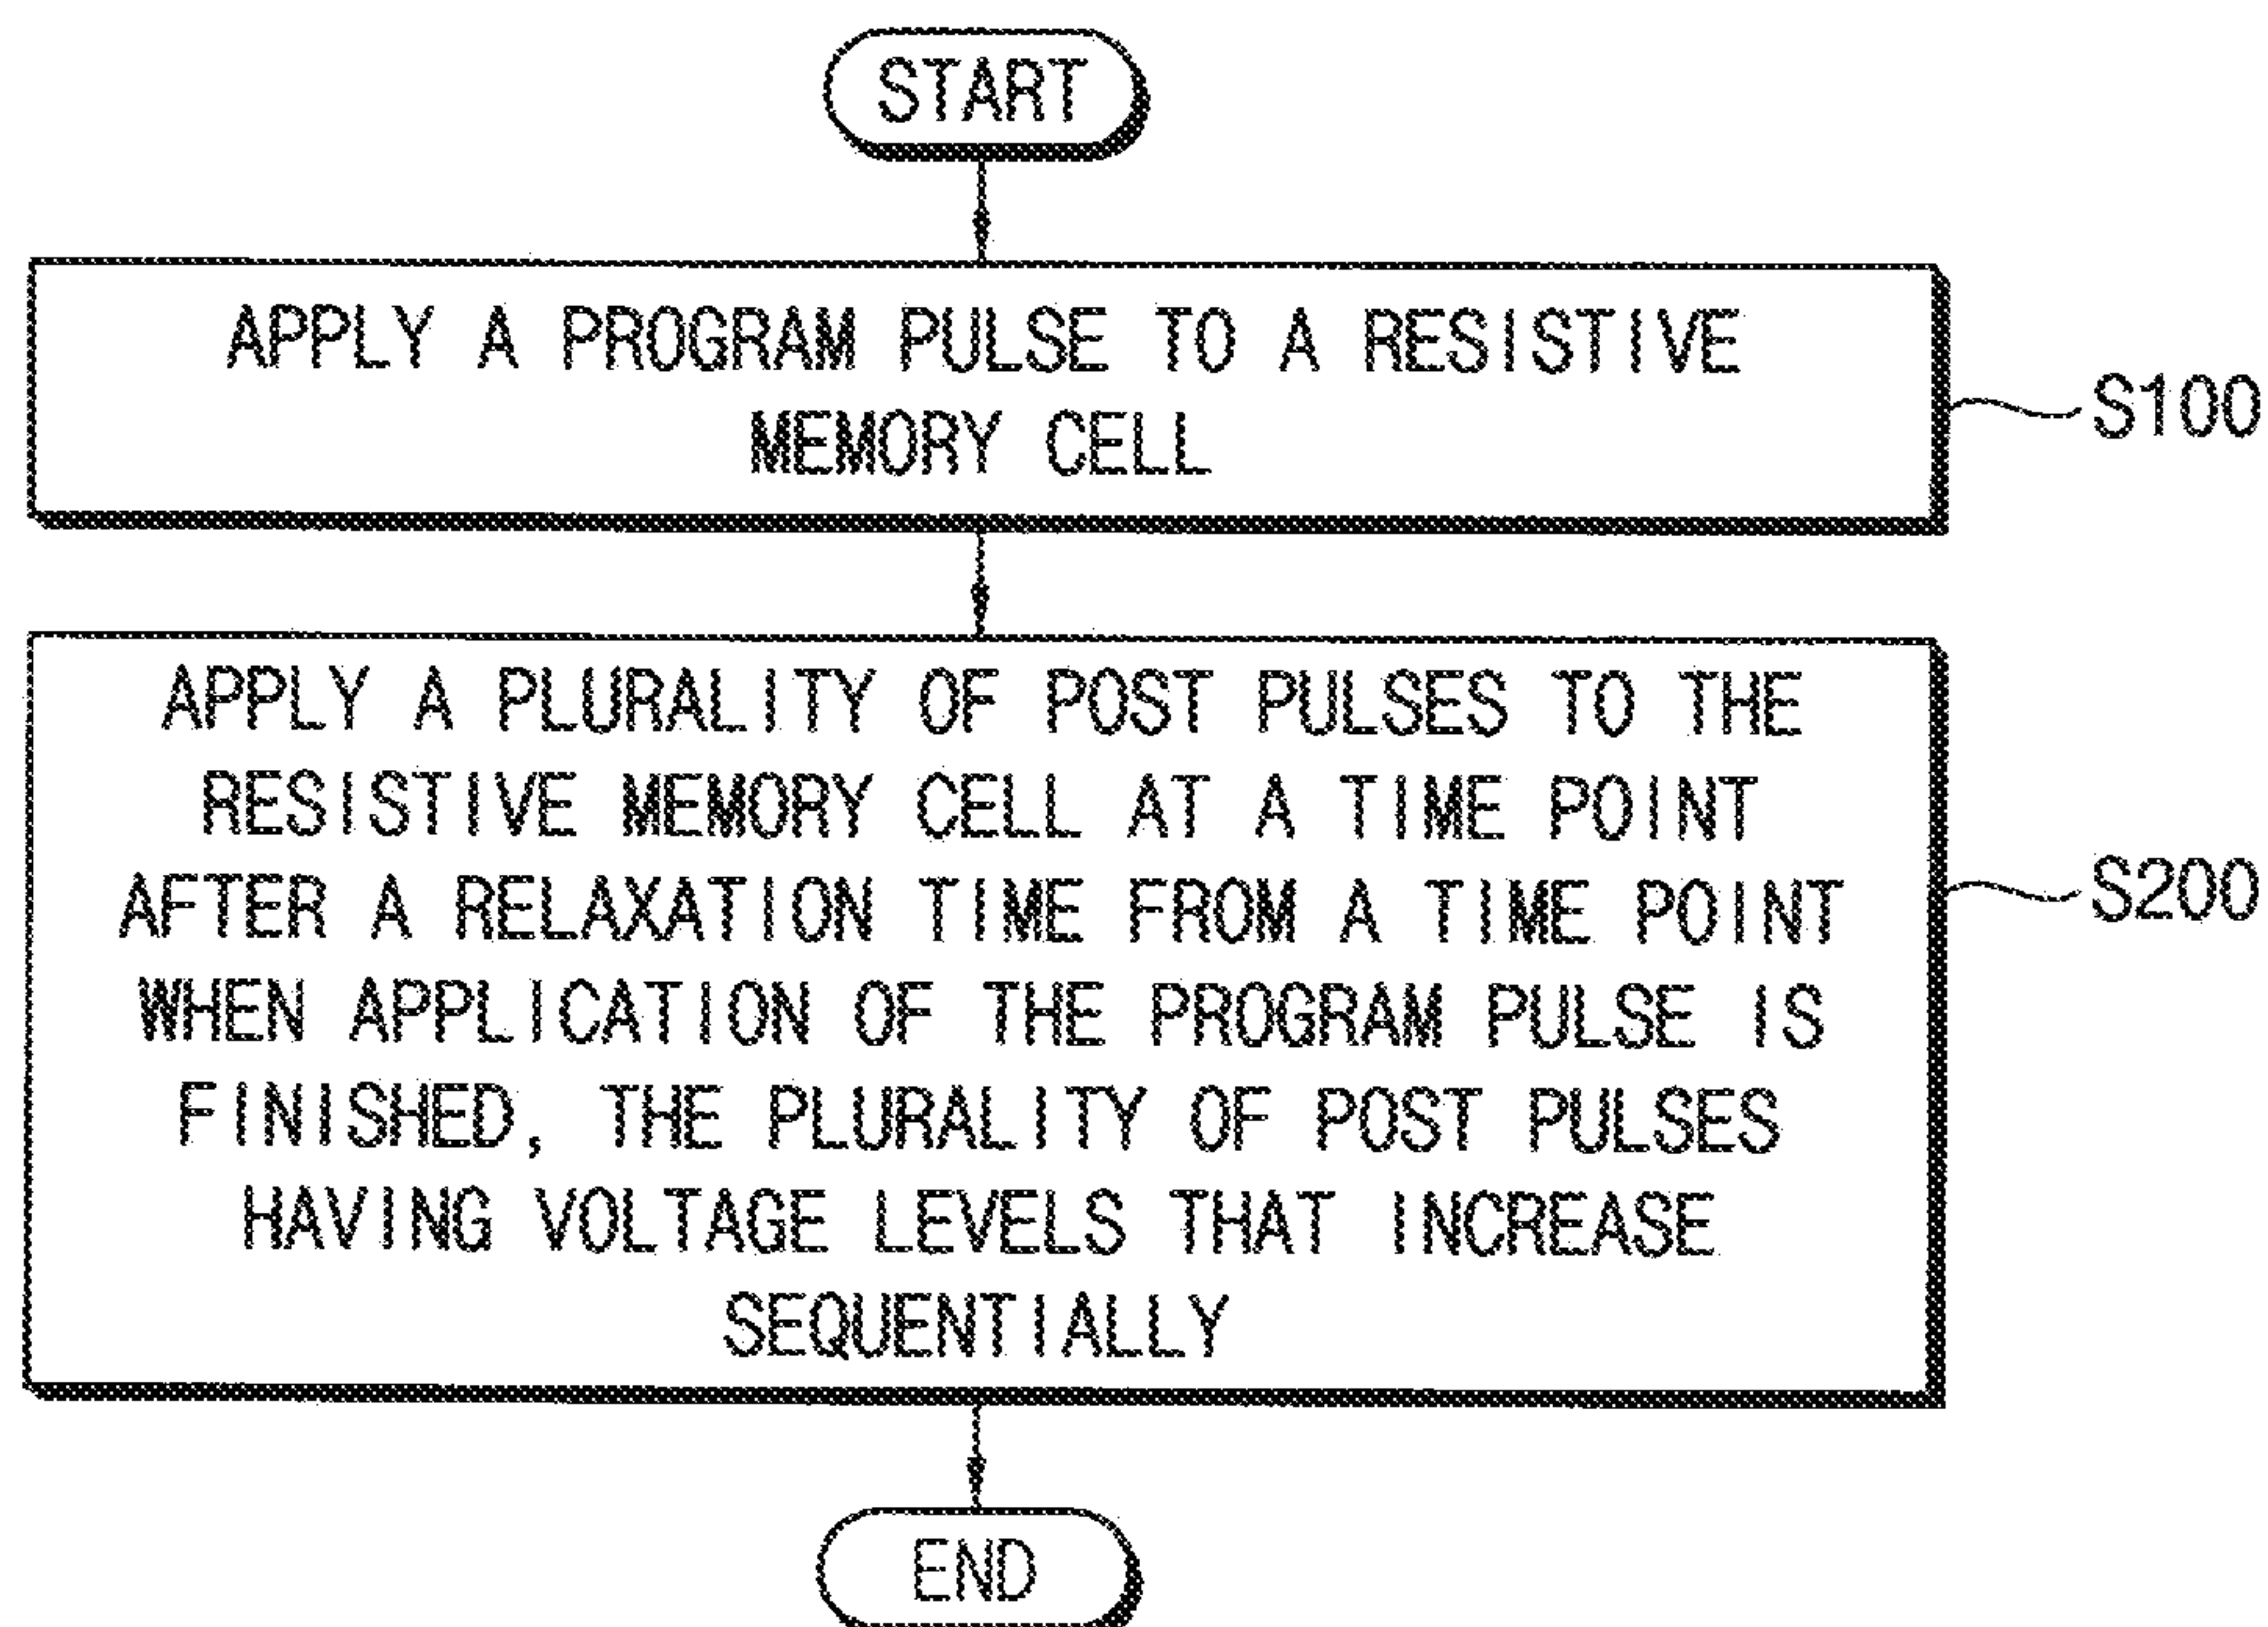 START
APPLY A PROGRAM PULSE TO A RESISTIVE
MEMORY CELL
S100
APPLY A PLURALITY OF POST PULSES TO THE
RESISTIVE MEMORY CELL AT A TIME POINT
AFTER A RELAXATION TIME FROM A TIME POINT
WHEN APPLICATION OF THE PROGRAM PULSE IS
FINISHED, THE PLURALITY OF POST PULSES
HAVING VOLTAGE LEVELS THAT INCREASE
SEQUENTIALLY
S200
END